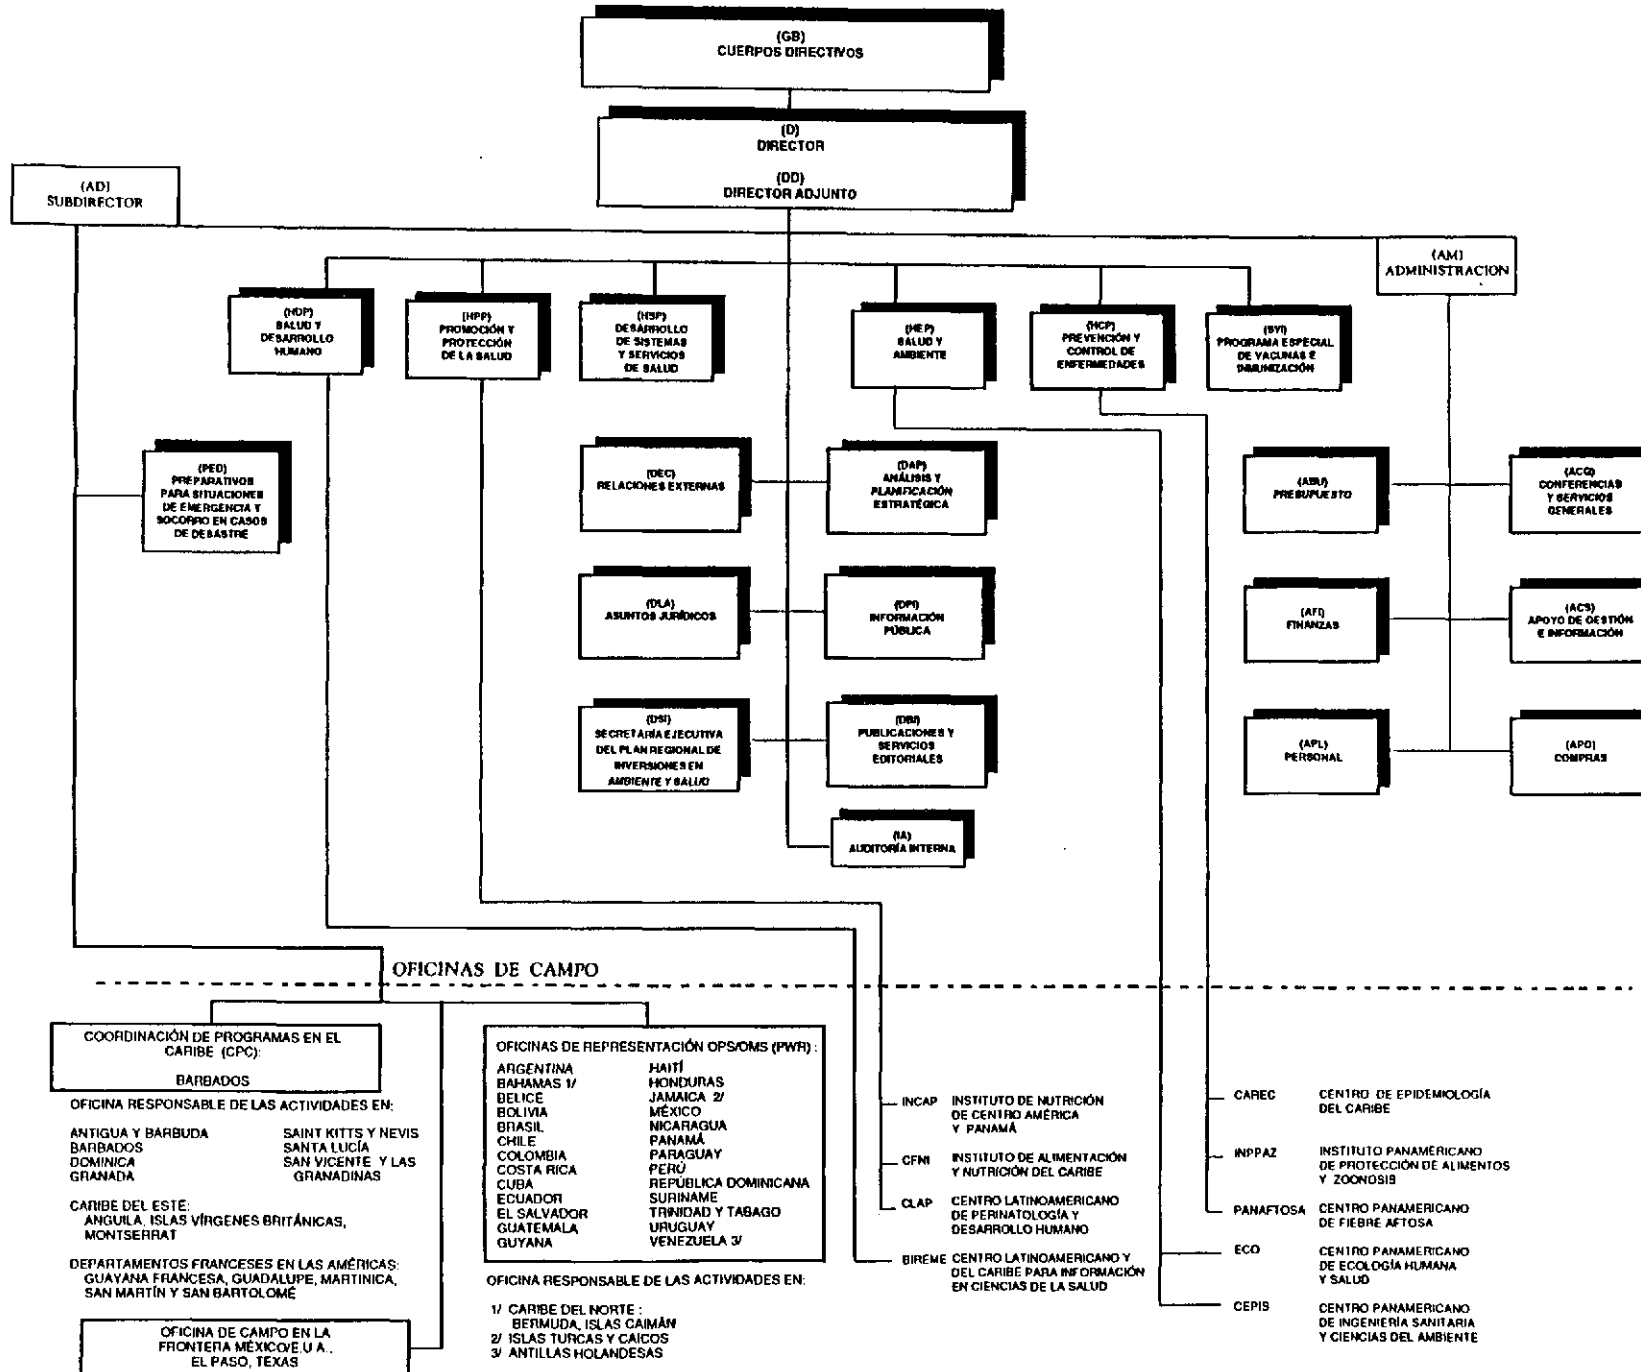 (GB)
CUERPOS DIRECTIVOS
(D)
DIRECTOR
(DD)
DIRECTOR ADJUNTO
(AD)
SUBDIRECTOR
(AM)
ADMINISTRACION
(HDP)
SALUD Y
DESARROLLO
HUMANO
(HPP)
PROMOCIÓN Y
PROTECCIÓN
DE LA SALUD
(HSP)
DESARROLLO
DE SISTEMAS
Y SERVICIOS
DE SALUD
(HEP)
SALUD Y
AMBIENTE
(HCP)
PREVENCIÓN Y
CONTROL DE
ENFERMEDADES
(SVI)
PROGRAMA ESPECIAL
DE VACUNAS E
INMUNIZACIÓN
(PED)
PREPARATIVOS
PARA SITUACIONES
DE EMERGENCIA Y
SOCORRO EN CASOS
DE DESASTRE
(DEC)
RELACIONES EXTERNAS
(DAP)
ANÁLISIS Y
PLANIFICACIÓN
ESTRATÉGICA
(ABU)
PRESUPUESTO
(ACG)
CONFERENCIAS
Y SERVICIOS
GENERALES
(DLA)
ASUNTOS JURÍDICOS
(DPI)
INFORMACIÓN
PÚBLICA
(AFI)
FINANZAS
(ACS)
APOYO DE GESTIÓN
E INFORMACIÓN
(DSI)
SECRETARÍA EJECUTIVA
DEL PLAN REGIONAL DE
INVERSIONES EN
AMBIENTE Y SALUD
(DBI)
PUBLICACIONES Y
SERVICIOS
EDITORIALES
(APL)
PERSONAL
(APO)
COMPRAS
(IA)
AUDITORÍA INTERNA
OFICINAS DE CAMPO
COORDINACIÓN DE PROGRAMAS EN EL
CARIBE (CPC):
BARBADOS
OFICINA RESPONSABLE DE LAS ACTIVIDADES EN:
ANTIGUA Y BARBUDA SAINT KITTS Y NEVIS
BARBADOS SANTA LUCÍA
DOMINICA SAN VICENTE Y LAS
GRANADA GRANADINAS
CARIBE DEL ESTE:
ANGUILA, ISLAS VÍRGENES BRITÁNICAS,
MONTSERRAT
DEPARTAMENTOS FRANCESES EN LAS AMÉRICAS:
GUAYANA FRANCESA, GUADALUPE, MARTINICA,
SAN MARTÍN Y SAN BARTOLOMÉ
OFICINA DE CAMPO EN LA
FRONTERA MÉXICO/E.U A.,
EL PASO, TEXAS
OFICINAS DE REPRESENTACIÓN OPS/OMS (PWR) :
ARGENTINA HAITÍ
BAHAMAS 1/ HONDURAS
BELICE JAMAICA 2/
BOLIVIA MÉXICO
BRASIL NICARAGUA
CHILE PANAMÁ
COLOMBIA PARAGUAY
COSTA RICA PERÚ
CUBA REPÚBLICA DOMINICANA
ECUADOR SURINAME
EL SALVADOR TRINIDAD Y TABAGO
GUATEMALA URUGUAY
GUYANA VENEZUELA 3/
OFICINA RESPONSABLE DE LAS ACTIVIDADES EN:
1/ CARIBE DEL NORTE :
BERMUDA, ISLAS CAIMÁN
2/ ISLAS TURCAS Y CAICOS
3/ ANTILLAS HOLANDESAS
INCAP INSTITUTO DE NUTRICIÓN
DE CENTRO AMÉRICA
Y PANAMÁ
CFNI INSTITUTO DE ALIMENTACIÓN
Y NUTRICIÓN DEL CARIBE
CLAP CENTRO LATINOAMERICANO
DE PERINATOLOGÍA Y
DESARROLLO HUMANO
BIREME CENTRO LATINOAMERICANO Y
DEL CARIBE PARA INFORMACIÓN
EN CIENCIAS DE LA SALUD
CAREC CENTRO DE EPIDEMIOLOGÍA
DEL CARIBE
INPPAZ INSTITUTO PANAMERICANO
DE PROTECCIÓN DE ALIMENTOS
Y ZOONOSIS
PANAFTOSA CENTRO PANAMERICANO
DE FIEBRE AFTOSA
ECO CENTRO PANAMERICANO
DE ECOLOGÍA HUMANA
Y SALUD
CEPIS CENTRO PANAMERICANO
DE INGENIERÍA SANITARIA
Y CIENCIAS DEL AMBIENTE